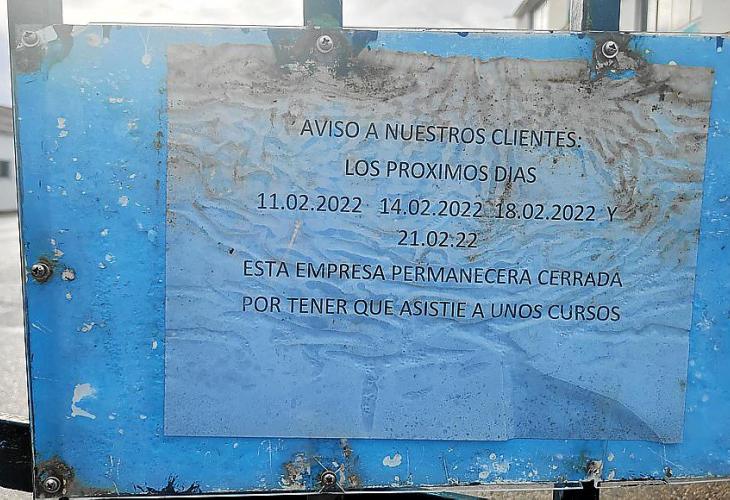 AVISO A NUESTROS CLIENTES:
LOS PROXIMOS DIAS
11.02.2022 14.02.2022 18.02.2022 Y
21.02.22
ESTA EMPRESA PERMANECERA CERRADA
POR TENER QUE ASISTIE A UNOS CURSOS